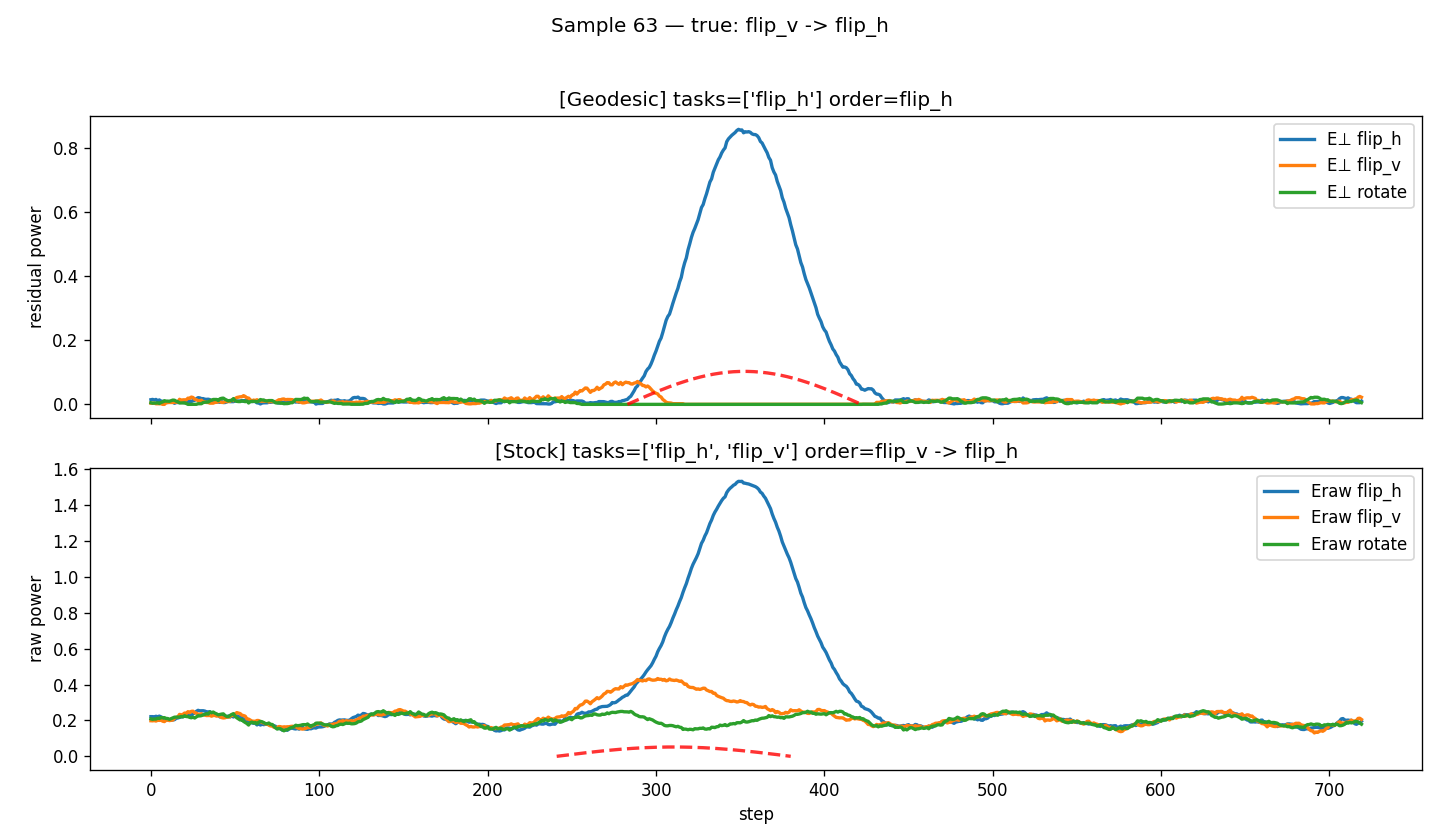 Sample 63 — true: flip_v -> flip_h
[Geodesic] tasks=['flip_h'] order=flip_h
residual power
0.8
0.6
0.4
0.2
0.0
E⊥ flip_h
E⊥ flip_v
E⊥ rotate
[Stock] tasks=['flip_h', 'flip_v'] order=flip_v -> flip_h
raw power
1.6
1.4
1.2
1.0
0.8
0.6
0.4
0.2
0.0
Eraw flip_h
Eraw flip_v
Eraw rotate
0 100 200 300 400 500 600 700
step